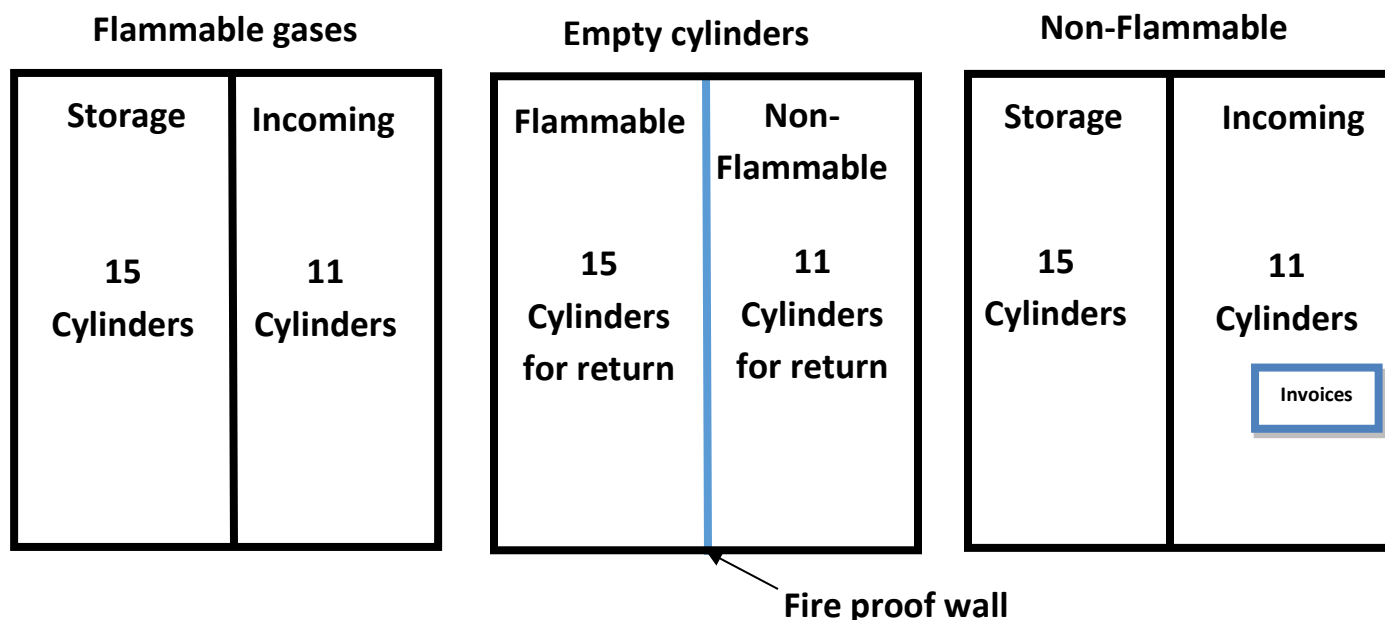 Flammable gases
Storage
Incoming
15
Cylinders
11
Cylinders
Empty cylinders
Flammable
Non-
Flammable
15
Cylinders
for return
11
Cylinders
for return
Fire proof wall
Non-Flammable
Storage
Incoming
15
Cylinders
11
Cylinders
Invoices